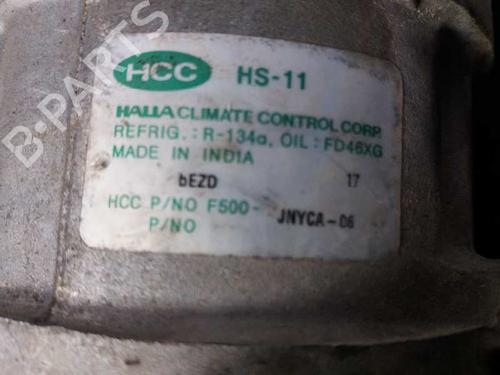 HCC HS-11
HALLA CLIMATE CONTROL CORP.
REFRIG. : R-134a, OIL : FD46XG
MADE IN INDIA
bEZD 17
HCC P/NO F500- JNYCA-06
P/NO
B-PARTS